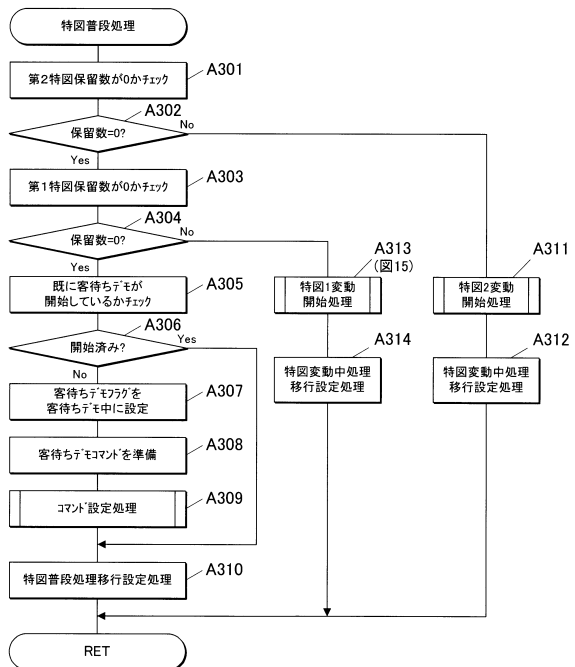 特図普段処理
第2特図保留数が0かチェック
A301
A302
保留数=0?
No
Yes
第1特図保留数が0かチェック
A303
A304
保留数=0?
No
Yes
既に客待ちデモが
開始しているかチェック
A305
A306
開始済み?
Yes
No
客待ちデモフラグを
客待ちデモ中に設定
A307
客待ちデモコマンドを準備
A308
コマンド設定処理
A309
特図普段処理移行設定処理
A310
RET
A313
(図15)
特図1変動
開始処理
A314
特図変動中処理
移行設定処理
A311
特図2変動
開始処理
A312
特図変動中処理
移行設定処理